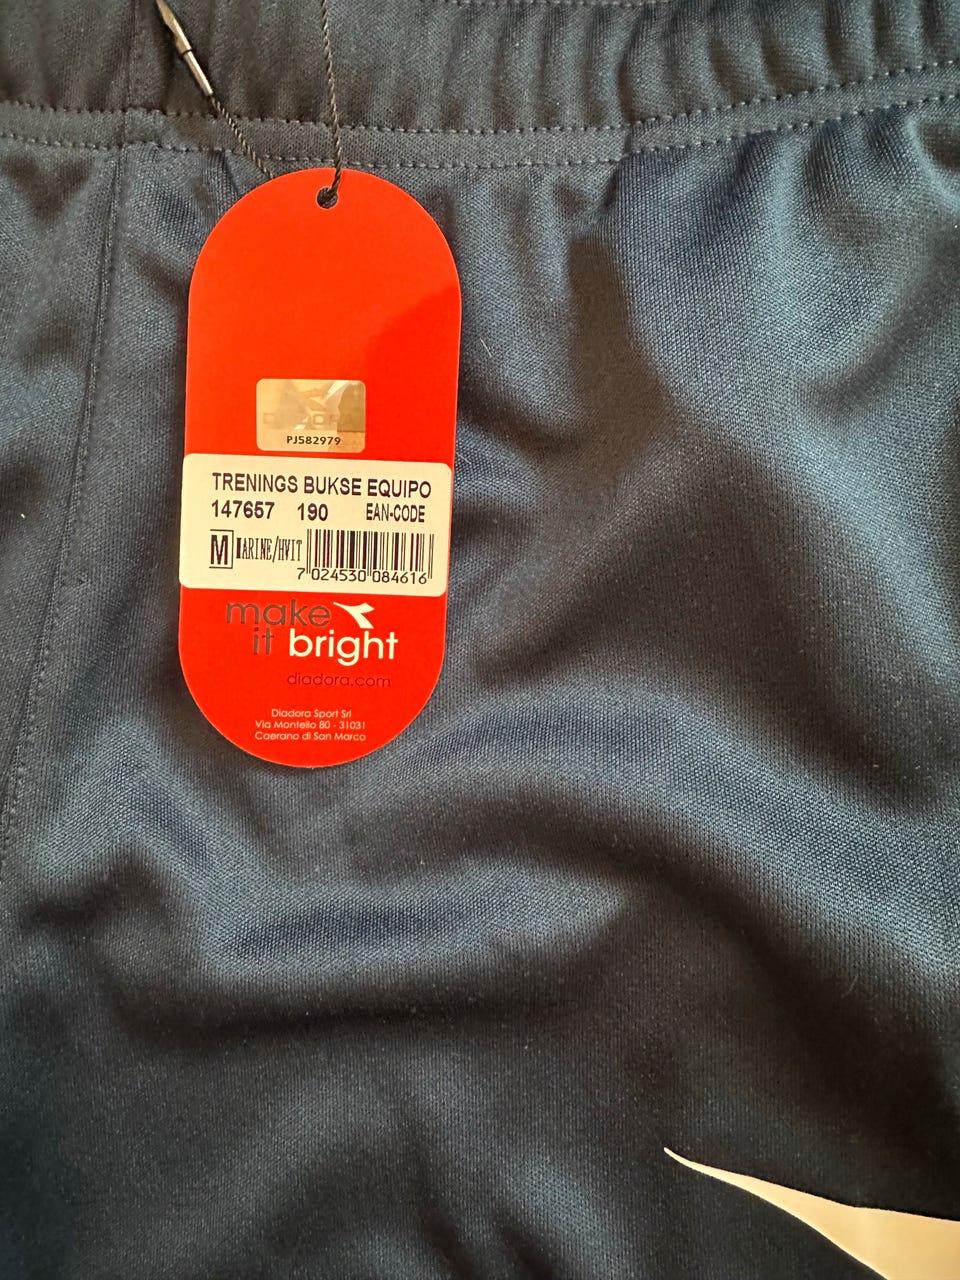 DIADORA
PJ582979
TRENINGS BUKSE EQUIPO
147657 190 EAN-CODE
M MARINE/HVIT
7 024530 084616
make
it bright
diadora.com
Diadora Sport Srl
Via Montello 80 - 31031
Caerano di San Marco